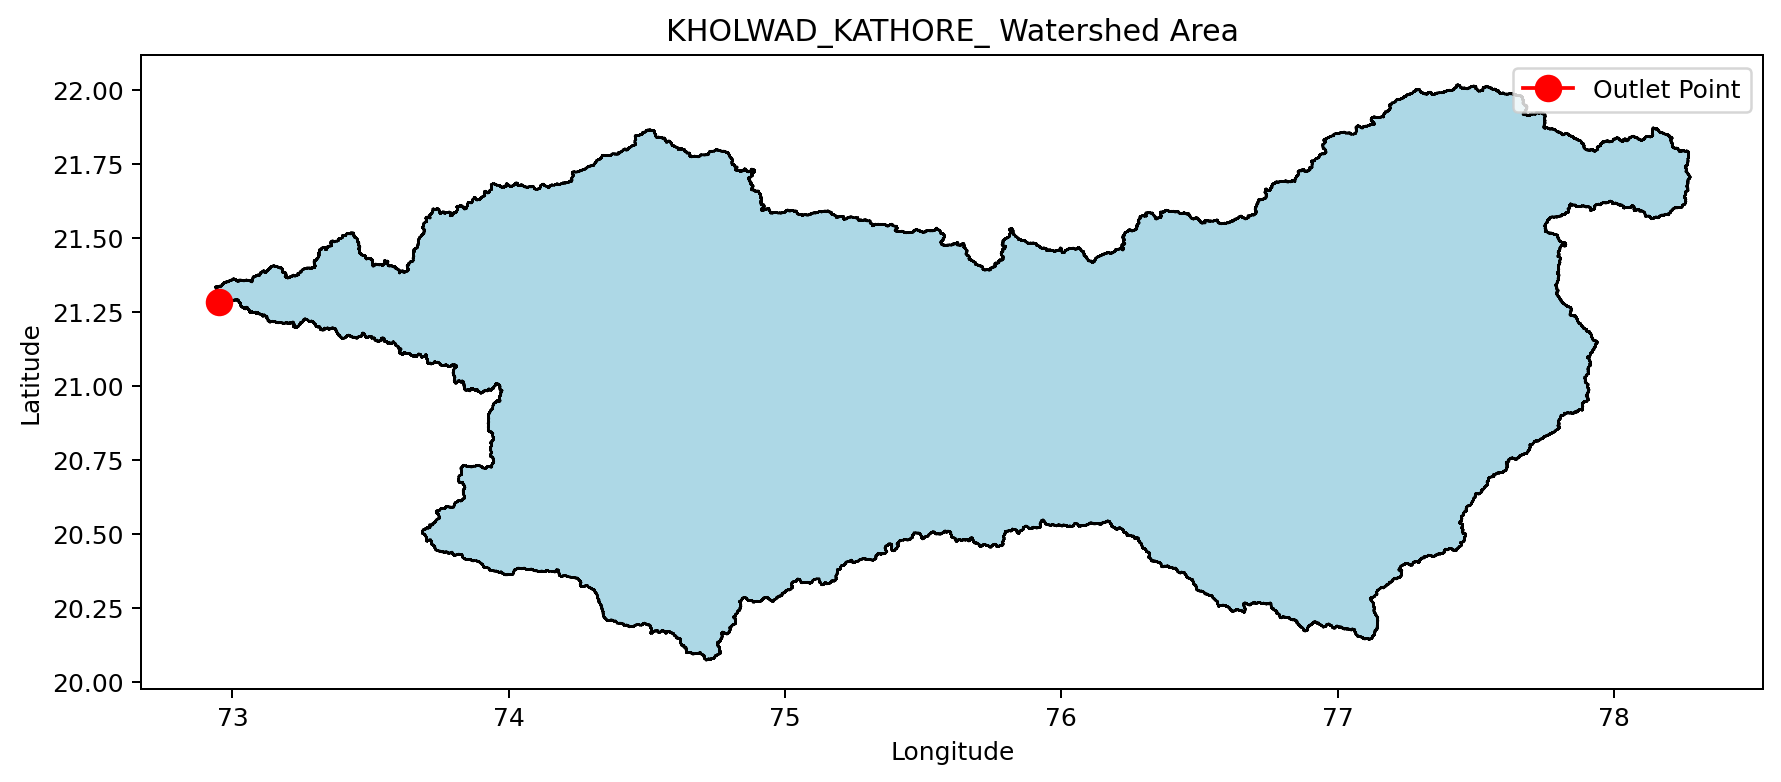 KHOLWAD_KATHORE_ Watershed Area
Outlet Point
22.00
21.75
21.50
21.25
21.00
20.75
20.50
20.25
20.00
Latitude
73 74 75 76 77 78
Longitude